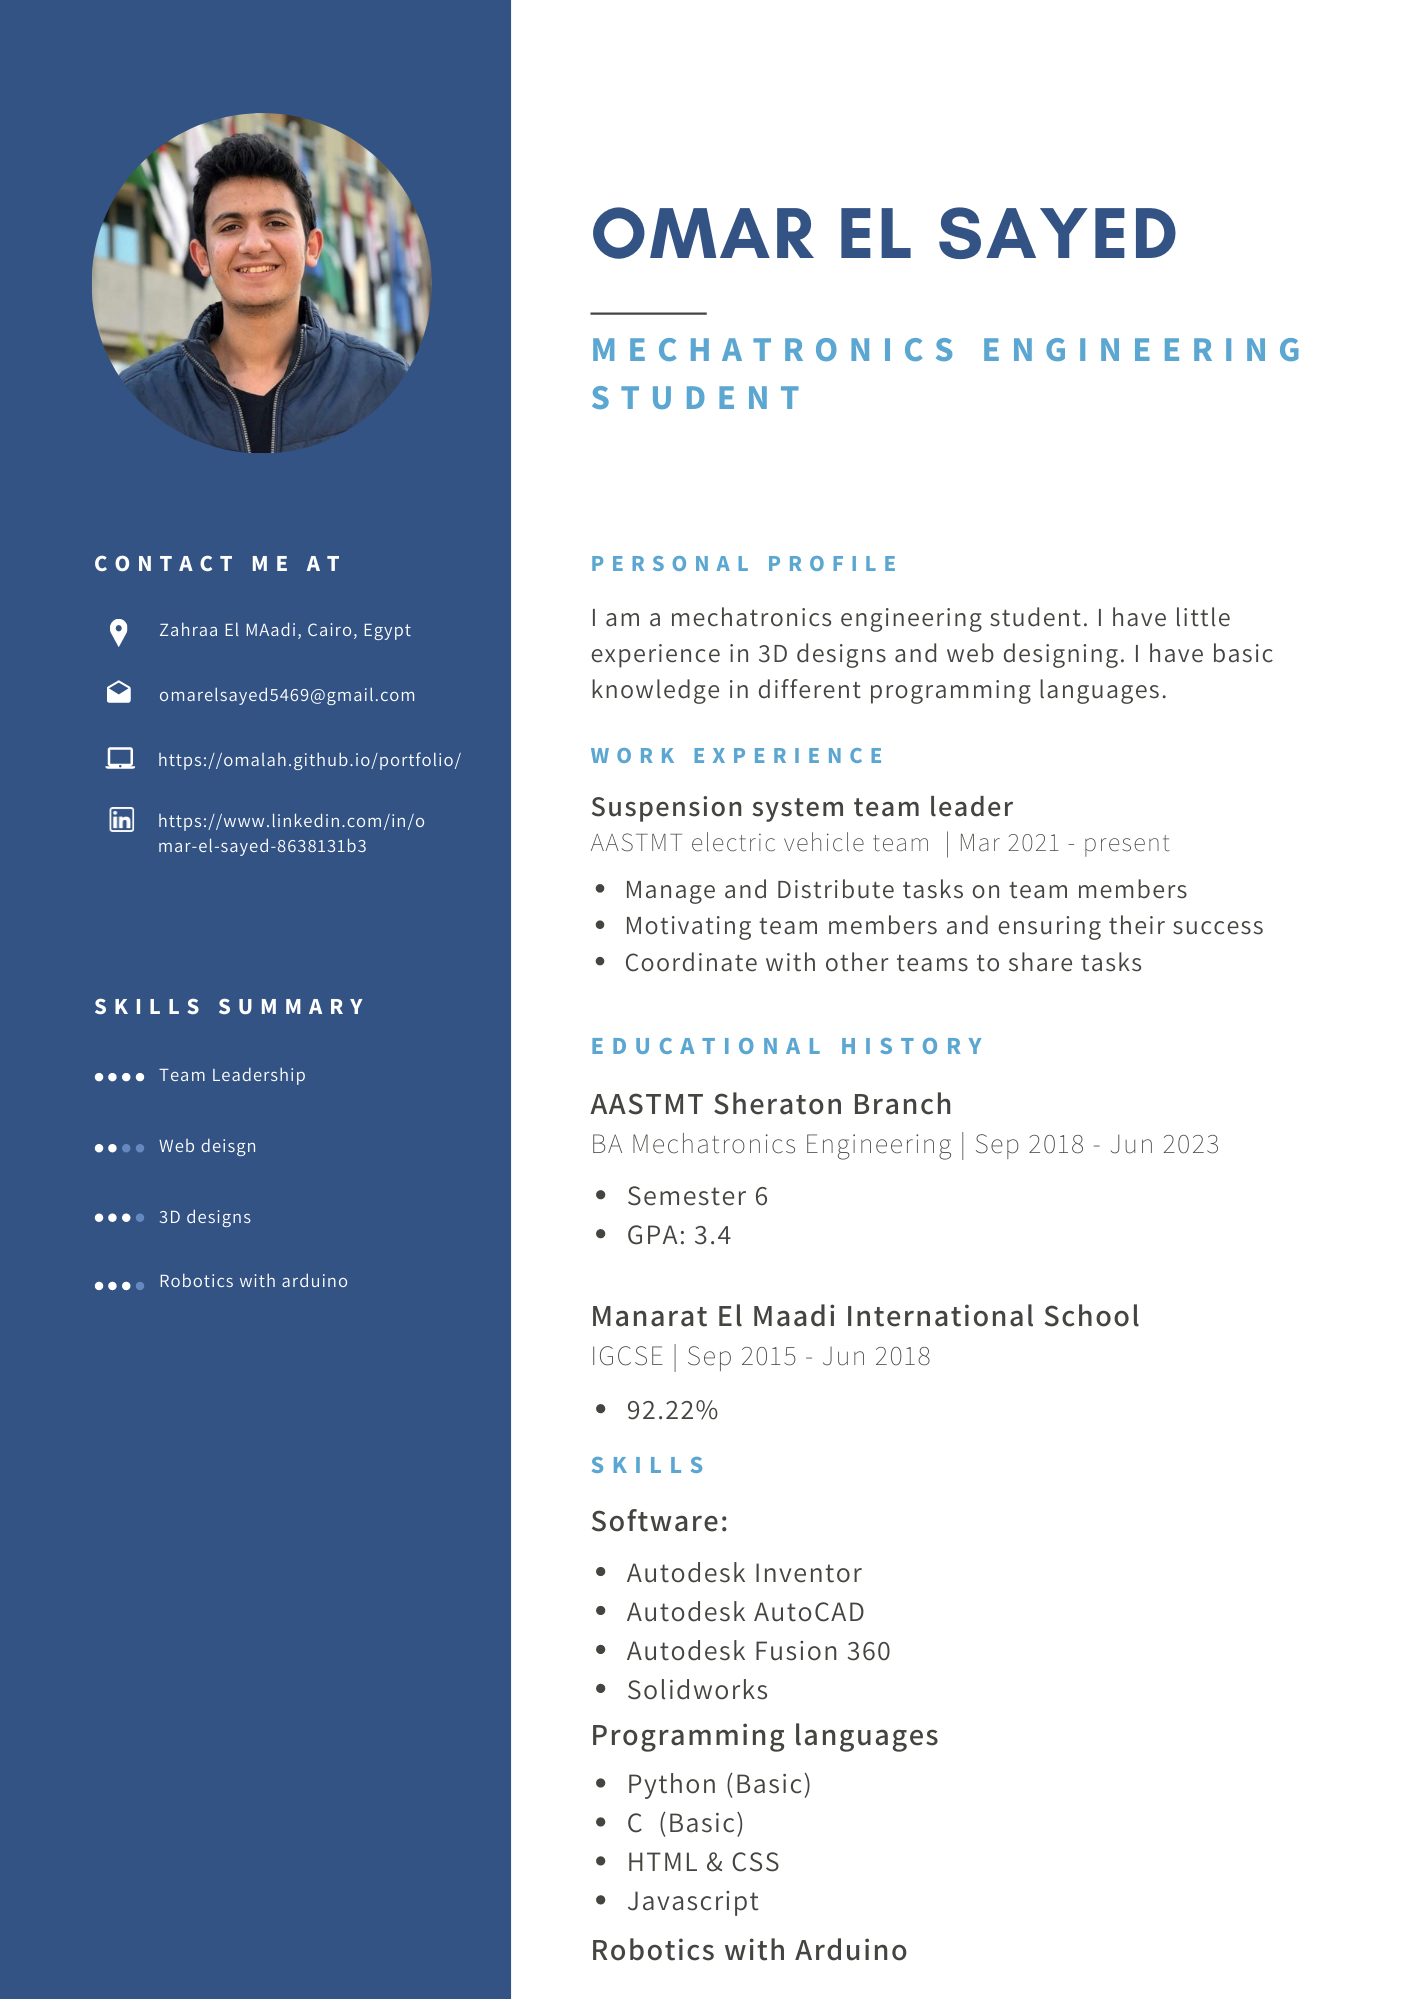 OMAR EL SAYED
MECHATRONICS ENGINEERING
STUDENT
CONTACT ME AT
Zahraa El MAadi, Cairo, Egypt
omarelsayed5469@gmail.com
https://omalah.github.io/portfolio/
in
https://www.linkedin.com/in/o
mar-el-sayed-8638131b3
SKILLS SUMMARY
Team Leadership
Web deisgn
3D designs
Robotics with arduino
PERSONAL PROFILE
I am a mechatronics engineering student. I have little
experience in 3D designs and web designing. I have basic
knowledge in different programming languages.
WORK EXPERIENCE
Suspension system team leader
AASTMT electric vehicle team | Mar 2021 - present
• Manage and Distribute tasks on team members
• Motivating team members and ensuring their success
• Coordinate with other teams to share tasks
EDUCATIONAL HISTORY
AASTMT Sheraton Branch
BA Mechatronics Engineering | Sep 2018 - Jun 2023
• Semester 6
• GPA: 3.4
Manarat El Maadi International School
IGCSE | Sep 2015 - Jun 2018
• 92.22%
SKILLS
Software:
• Autodesk Inventor
• Autodesk AutoCAD
• Autodesk Fusion 360
• Solidworks
Programming languages
• Python (Basic)
• C (Basic)
• HTML & CSS
• Javascript
Robotics with Arduino